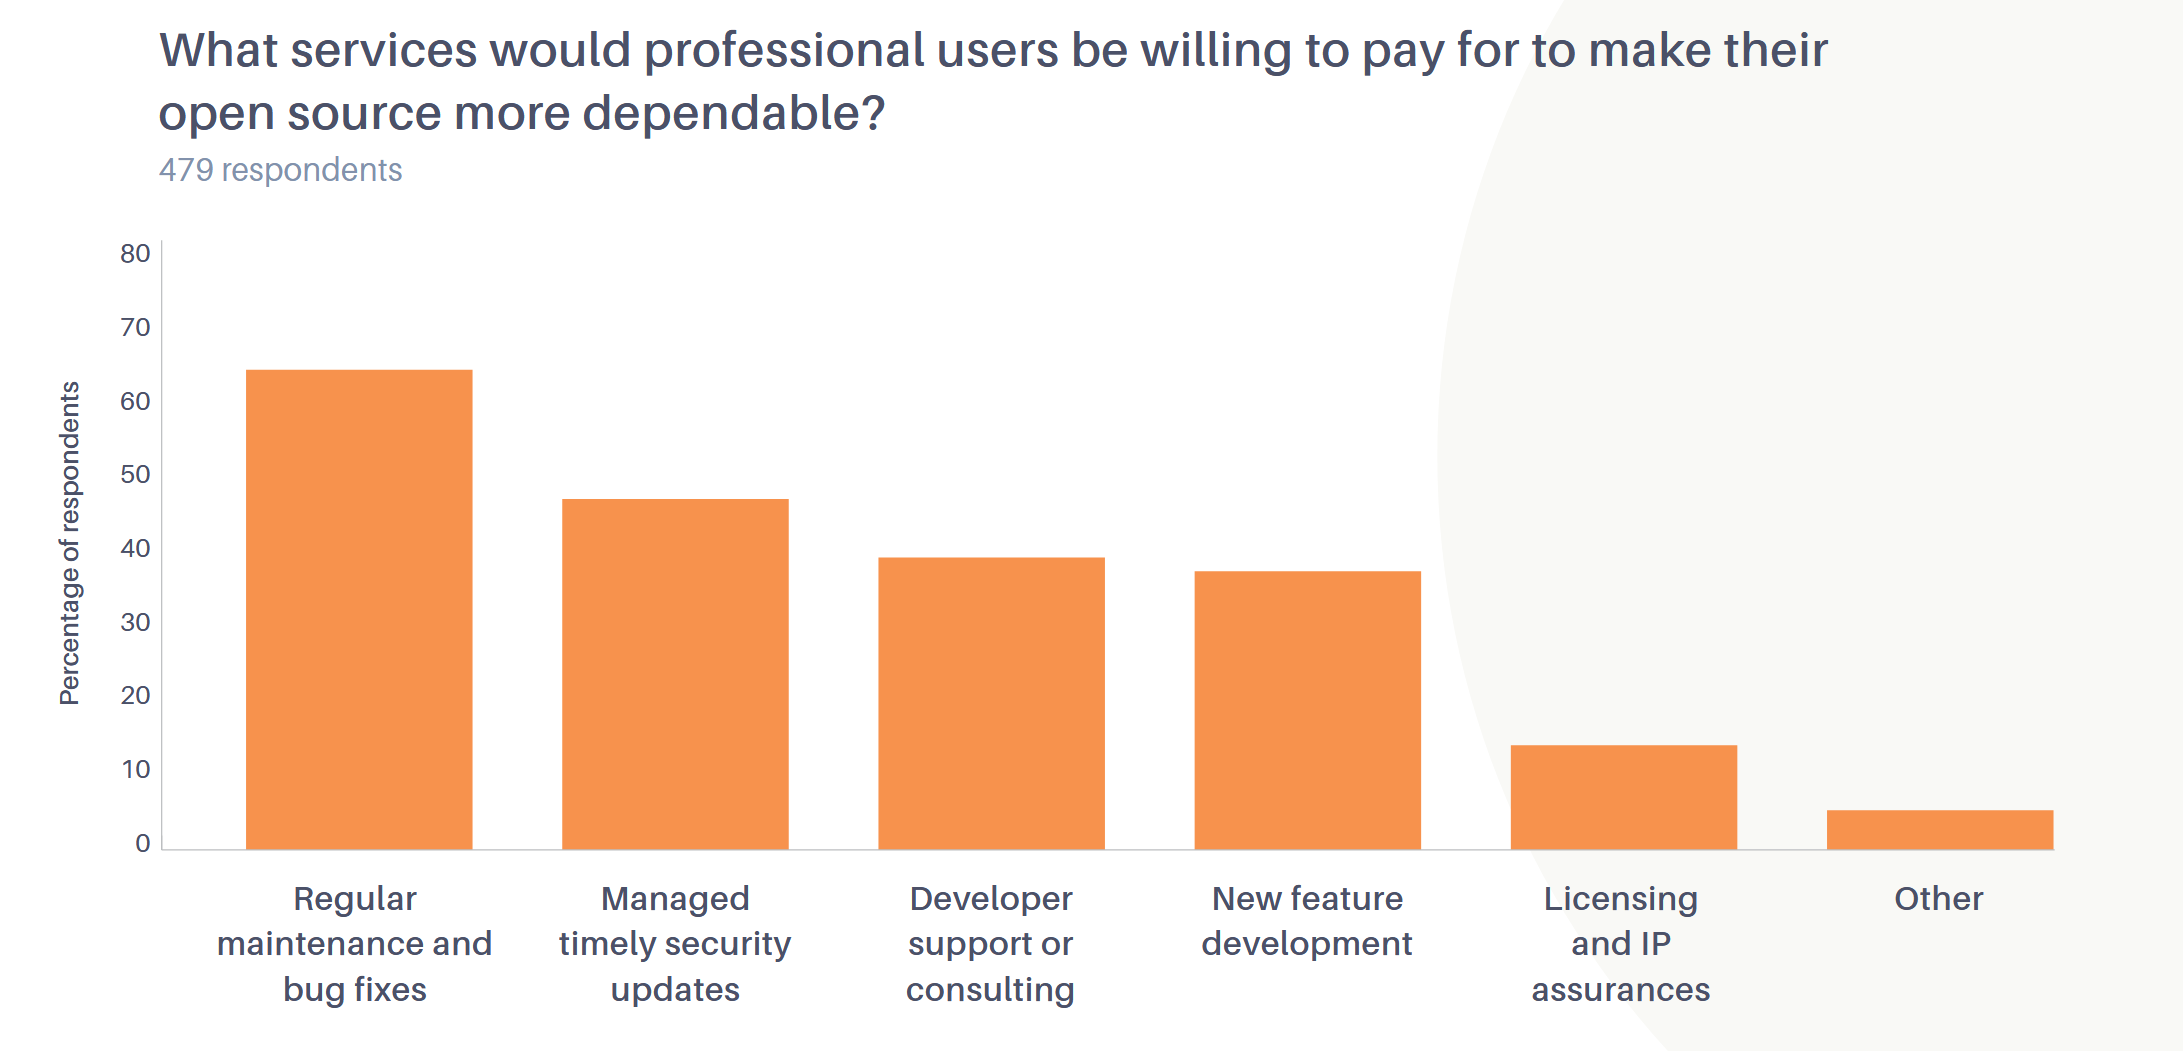 What services would professional users be willing to pay for to make their
open source more dependable?
479 respondents
Percentage of respondents
80
70
60
50
40
30
20
10
0
Regular
maintenance and
bug fixes
Managed
timely security
updates
Developer
support or
consulting
New feature
development
Licensing
and IP
assurances
Other